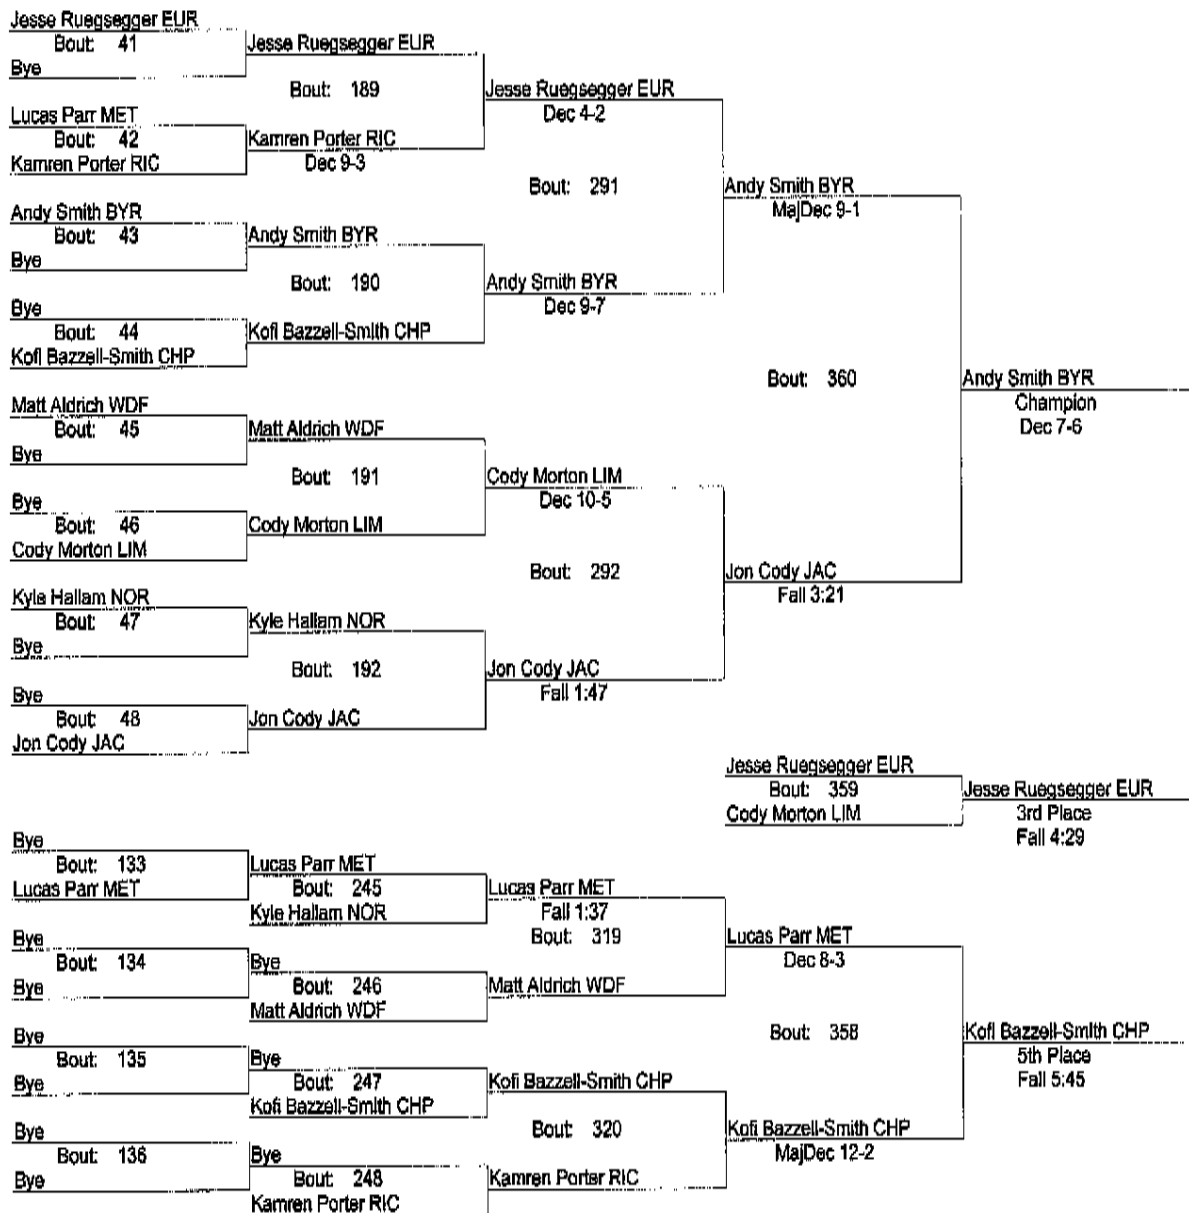 Jesse Ruegsegger EUR
Bout: 41
Bye
Jesse Ruegsegger EUR
Bout: 189
Lucas Parr MET
Bout: 42
Kamren Porter RIC
Kamren Porter RIC
Dec 9-3
Jesse Ruegsegger EUR
Dec 4-2
Bout: 291
Andy Smith BYR
Bout: 43
Bye
Andy Smith BYR
Bout: 190
Bye
Bout: 44
Kofi Bazzell-Smith CHP
Kofi Bazzell-Smith CHP
Andy Smith BYR
Dec 9-7
Andy Smith BYR
MajDec 9-1
Bout: 360
Andy Smith BYR
Champion
Dec 7-6
Matt Aldrich WDF
Bout: 45
Bye
Matt Aldrich WDF
Bout: 191
Bye
Bout: 46
Cody Morton LIM
Cody Morton LIM
Cody Morton LIM
Dec 10-5
Bout: 292
Kyle Hallam NOR
Bout: 47
Bye
Kyle Hallam NOR
Bout: 192
Bye
Bout: 48
Jon Cody JAC
Jon Cody JAC
Jon Cody JAC
Fall 1:47
Jon Cody JAC
Fall 3:21
Jesse Ruegsegger EUR
Bout: 359
Cody Morton LIM
Jesse Ruegsegger EUR
3rd Place
Fall 4:29
Bye
Bout: 133
Lucas Parr MET
Lucas Parr MET
Bout: 245
Kyle Hallam NOR
Lucas Parr MET
Fall 1:37
Bout: 319
Bye
Bout: 134
Bye
Bye
Bout: 246
Matt Aldrich WDF
Matt Aldrich WDF
Lucas Parr MET
Dec 8-3
Bout: 358
Kofi Bazzell-Smith CHP
5th Place
Fall 5:45
Bye
Bout: 135
Bye
Bye
Bout: 247
Kofi Bazzell-Smith CHP
Kofi Bazzell-Smith CHP
Bout: 320
Bye
Bout: 136
Bye
Bye
Bout: 248
Kamren Porter RIC
Kamren Porter RIC
Kofi Bazzell-Smith CHP
MajDec 12-2